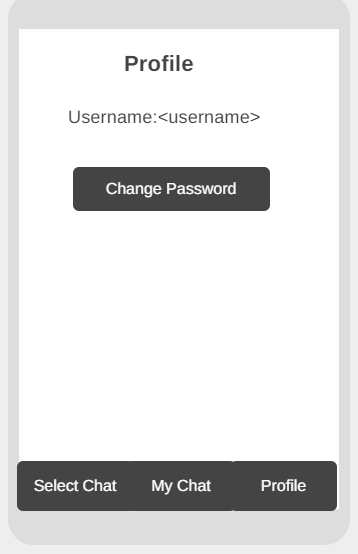 Profile
Username:<username>
Change Password
Select Chat My Chat Profile